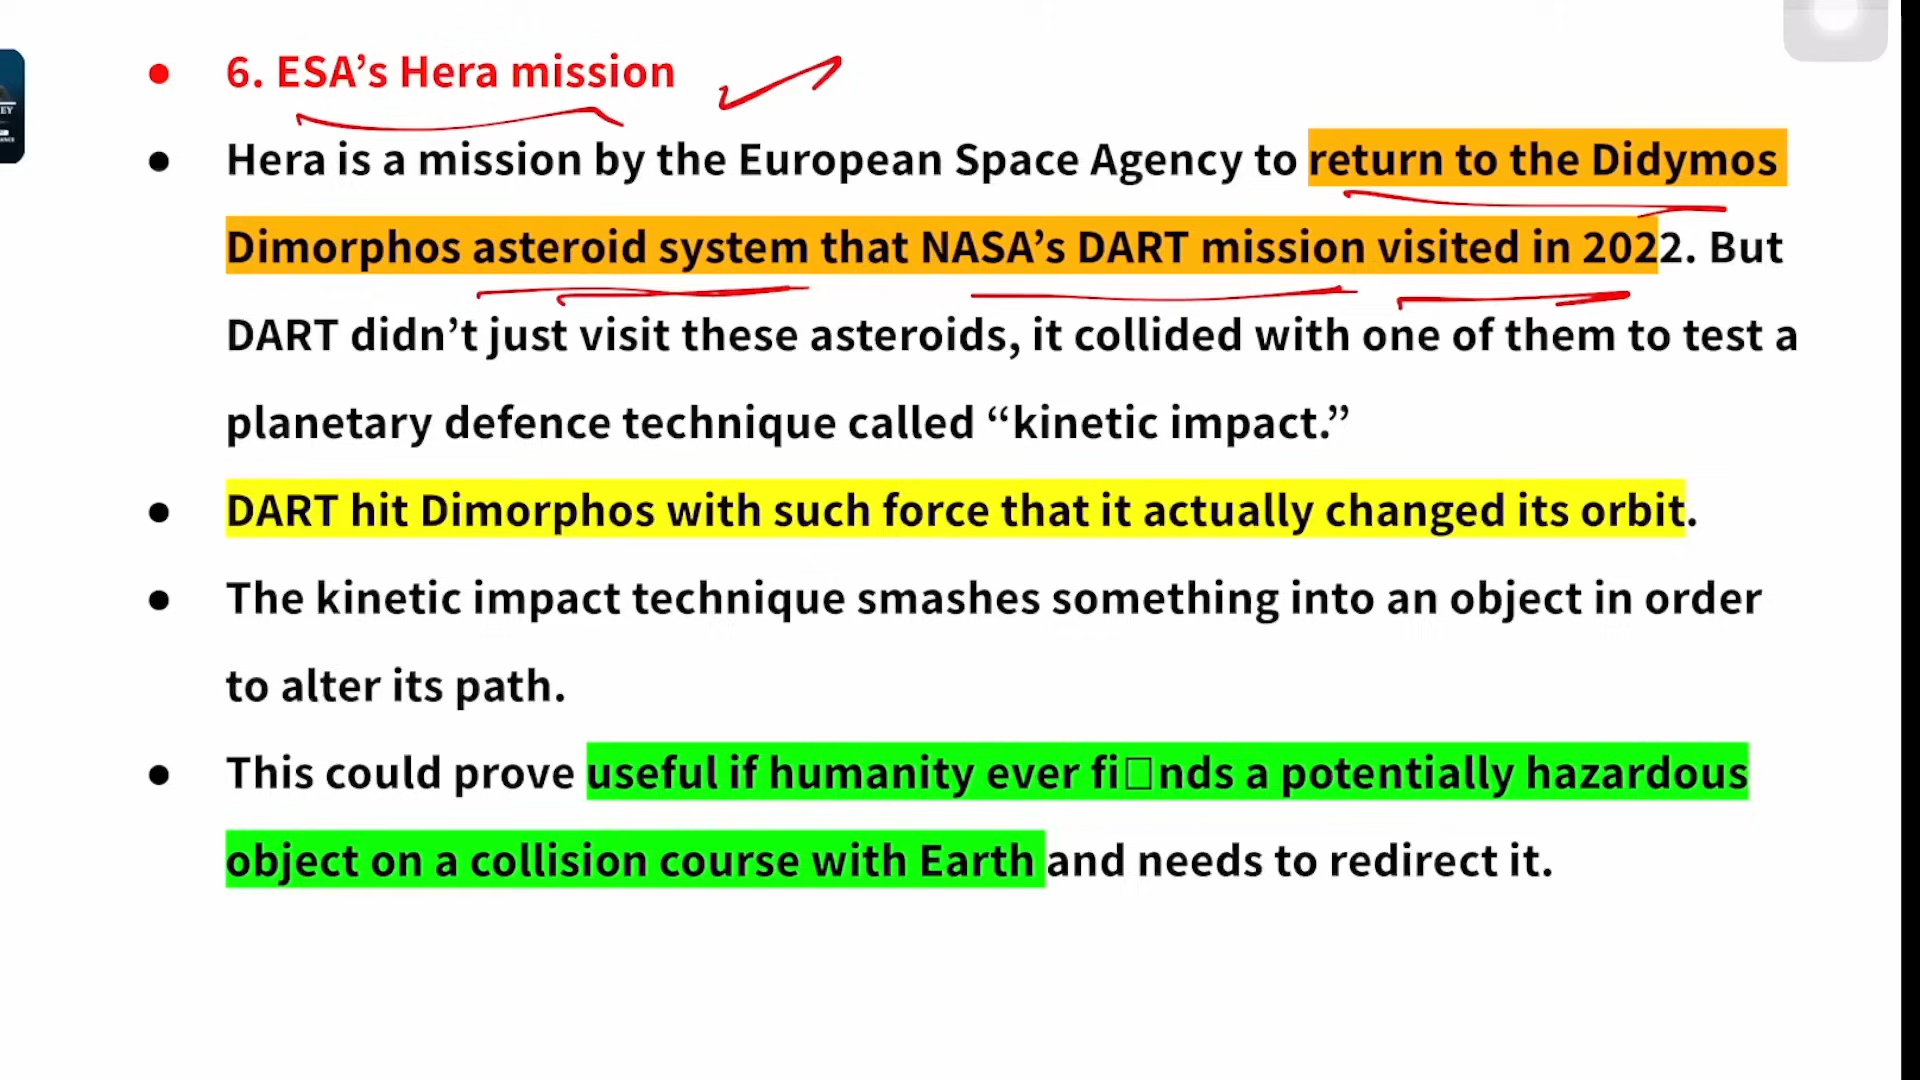 6. ESA’s Hera mission
Hera is a mission by the European Space Agency to return to the Didymos
Dimorphos asteroid system that NASA’s DART mission visited in 2022. But
DART didn’t just visit these asteroids, it collided with one of them to test a
planetary defence technique called “kinetic impact.”
DART hit Dimorphos with such force that it actually changed its orbit.
The kinetic impact technique smashes something into an object in order
to alter its path.
This could prove useful if humanity ever fi□nds a potentially hazardous
object on a collision course with Earth and needs to redirect it.